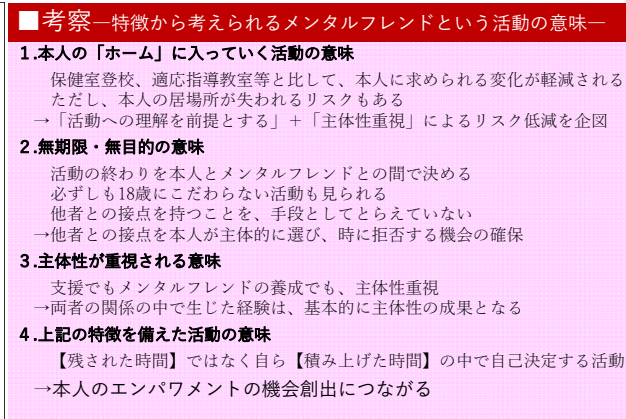 ■考察―特徴から考えられるメンタルフレンドという活動の意味―
1.本人の「ホーム」に入っていく活動の意味
保健室登校、適応指導教室等と比して、本人に求められる変化が軽減される
ただし、本人の居場所が失われるリスクもある
→「活動への理解を前提とする」＋「主体性重視」によるリスク低減を企図
2.無期限・無目的の意味
活動の終わりを本人とメンタルフレンドとの間で決める
必ずしも18歳にこだわらない活動も見られる
他者との接点を持つことを、手段としてとらえていない
→他者との接点を本人が主体的に選び、時に拒否する機会の確保
3.主体性が重視される意味
支援でもメンタルフレンドの養成でも、主体性重視
→両者の関係の中で生じた経験は、基本的に主体性の成果となる
4.上記の特徴を備えた活動の意味
【残された時間】ではなく自ら【積み上げた時間】の中で自己決定する活動
→本人のエンパワメントの機会創出につながる